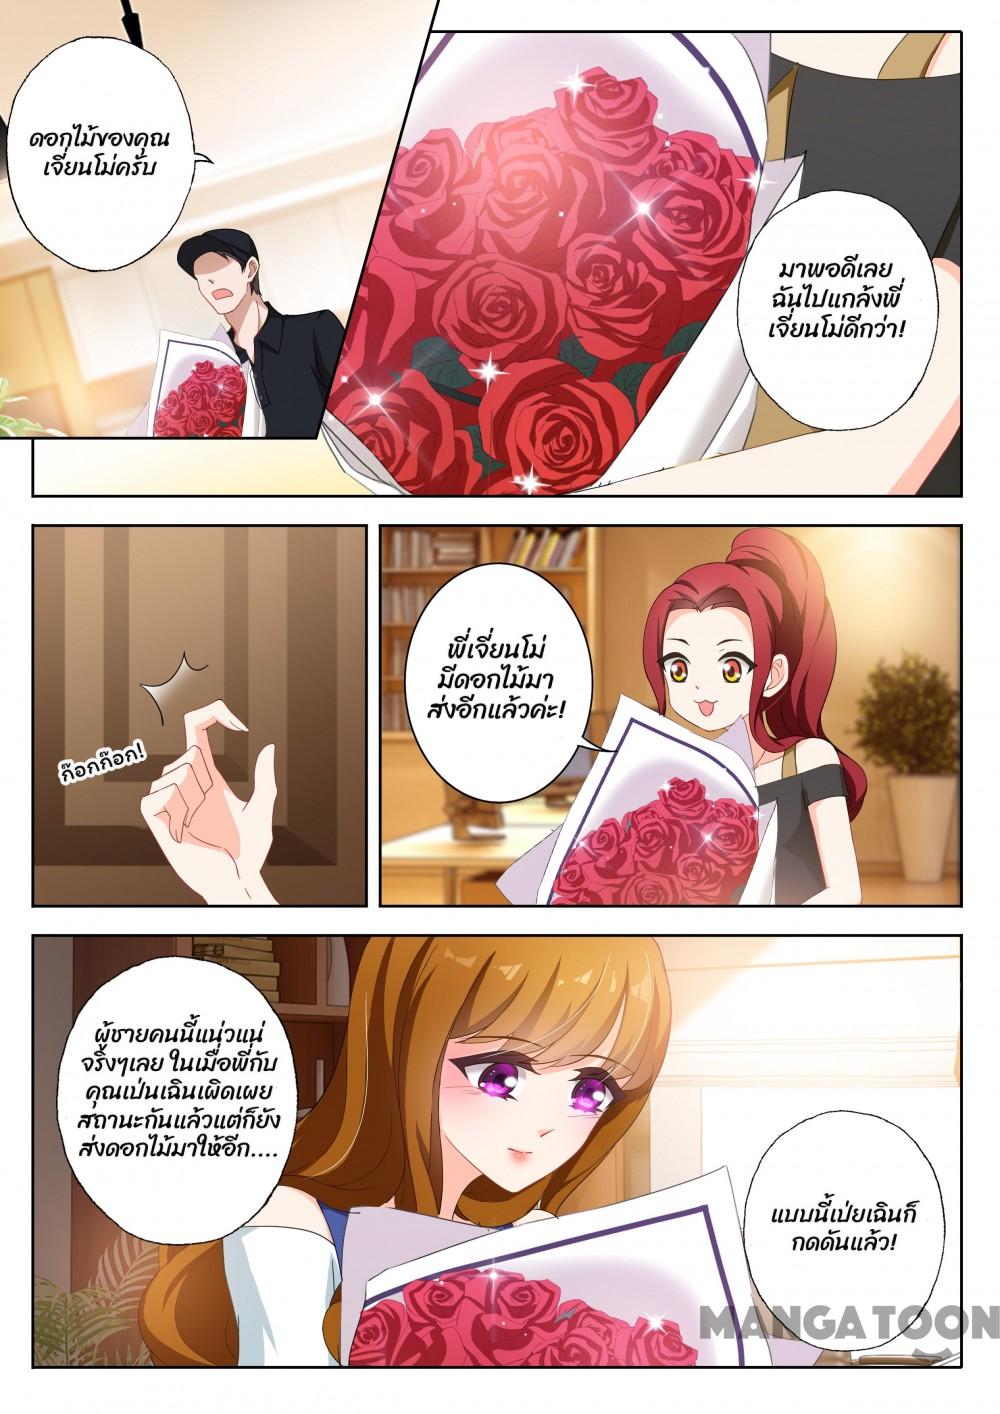 ดอกไม้ของคุณ
เจี่ยนโม่ครับ
มาพอดีเลย
ฉันไปแกล้งพี่
เจี่ยนโม่ดีกว่า!
ก๊อกก๊อก!
พี่เจี่ยนโม่
มีดอกไม้มา
ส่งอีกแล้วค่ะ!
ผู้ชายคนนี้แน่วแน่
จริงๆเลย ในเมื่อพี่กับ
คุณเป่นเฉินเผิดเผย
สถานะกันแล้วแต่ก็ยัง
ส่งดอกไม้มาให้อีก....
แบบนี้เป่ยเฉินก็
กดดันแล้ว!
MANGATOON